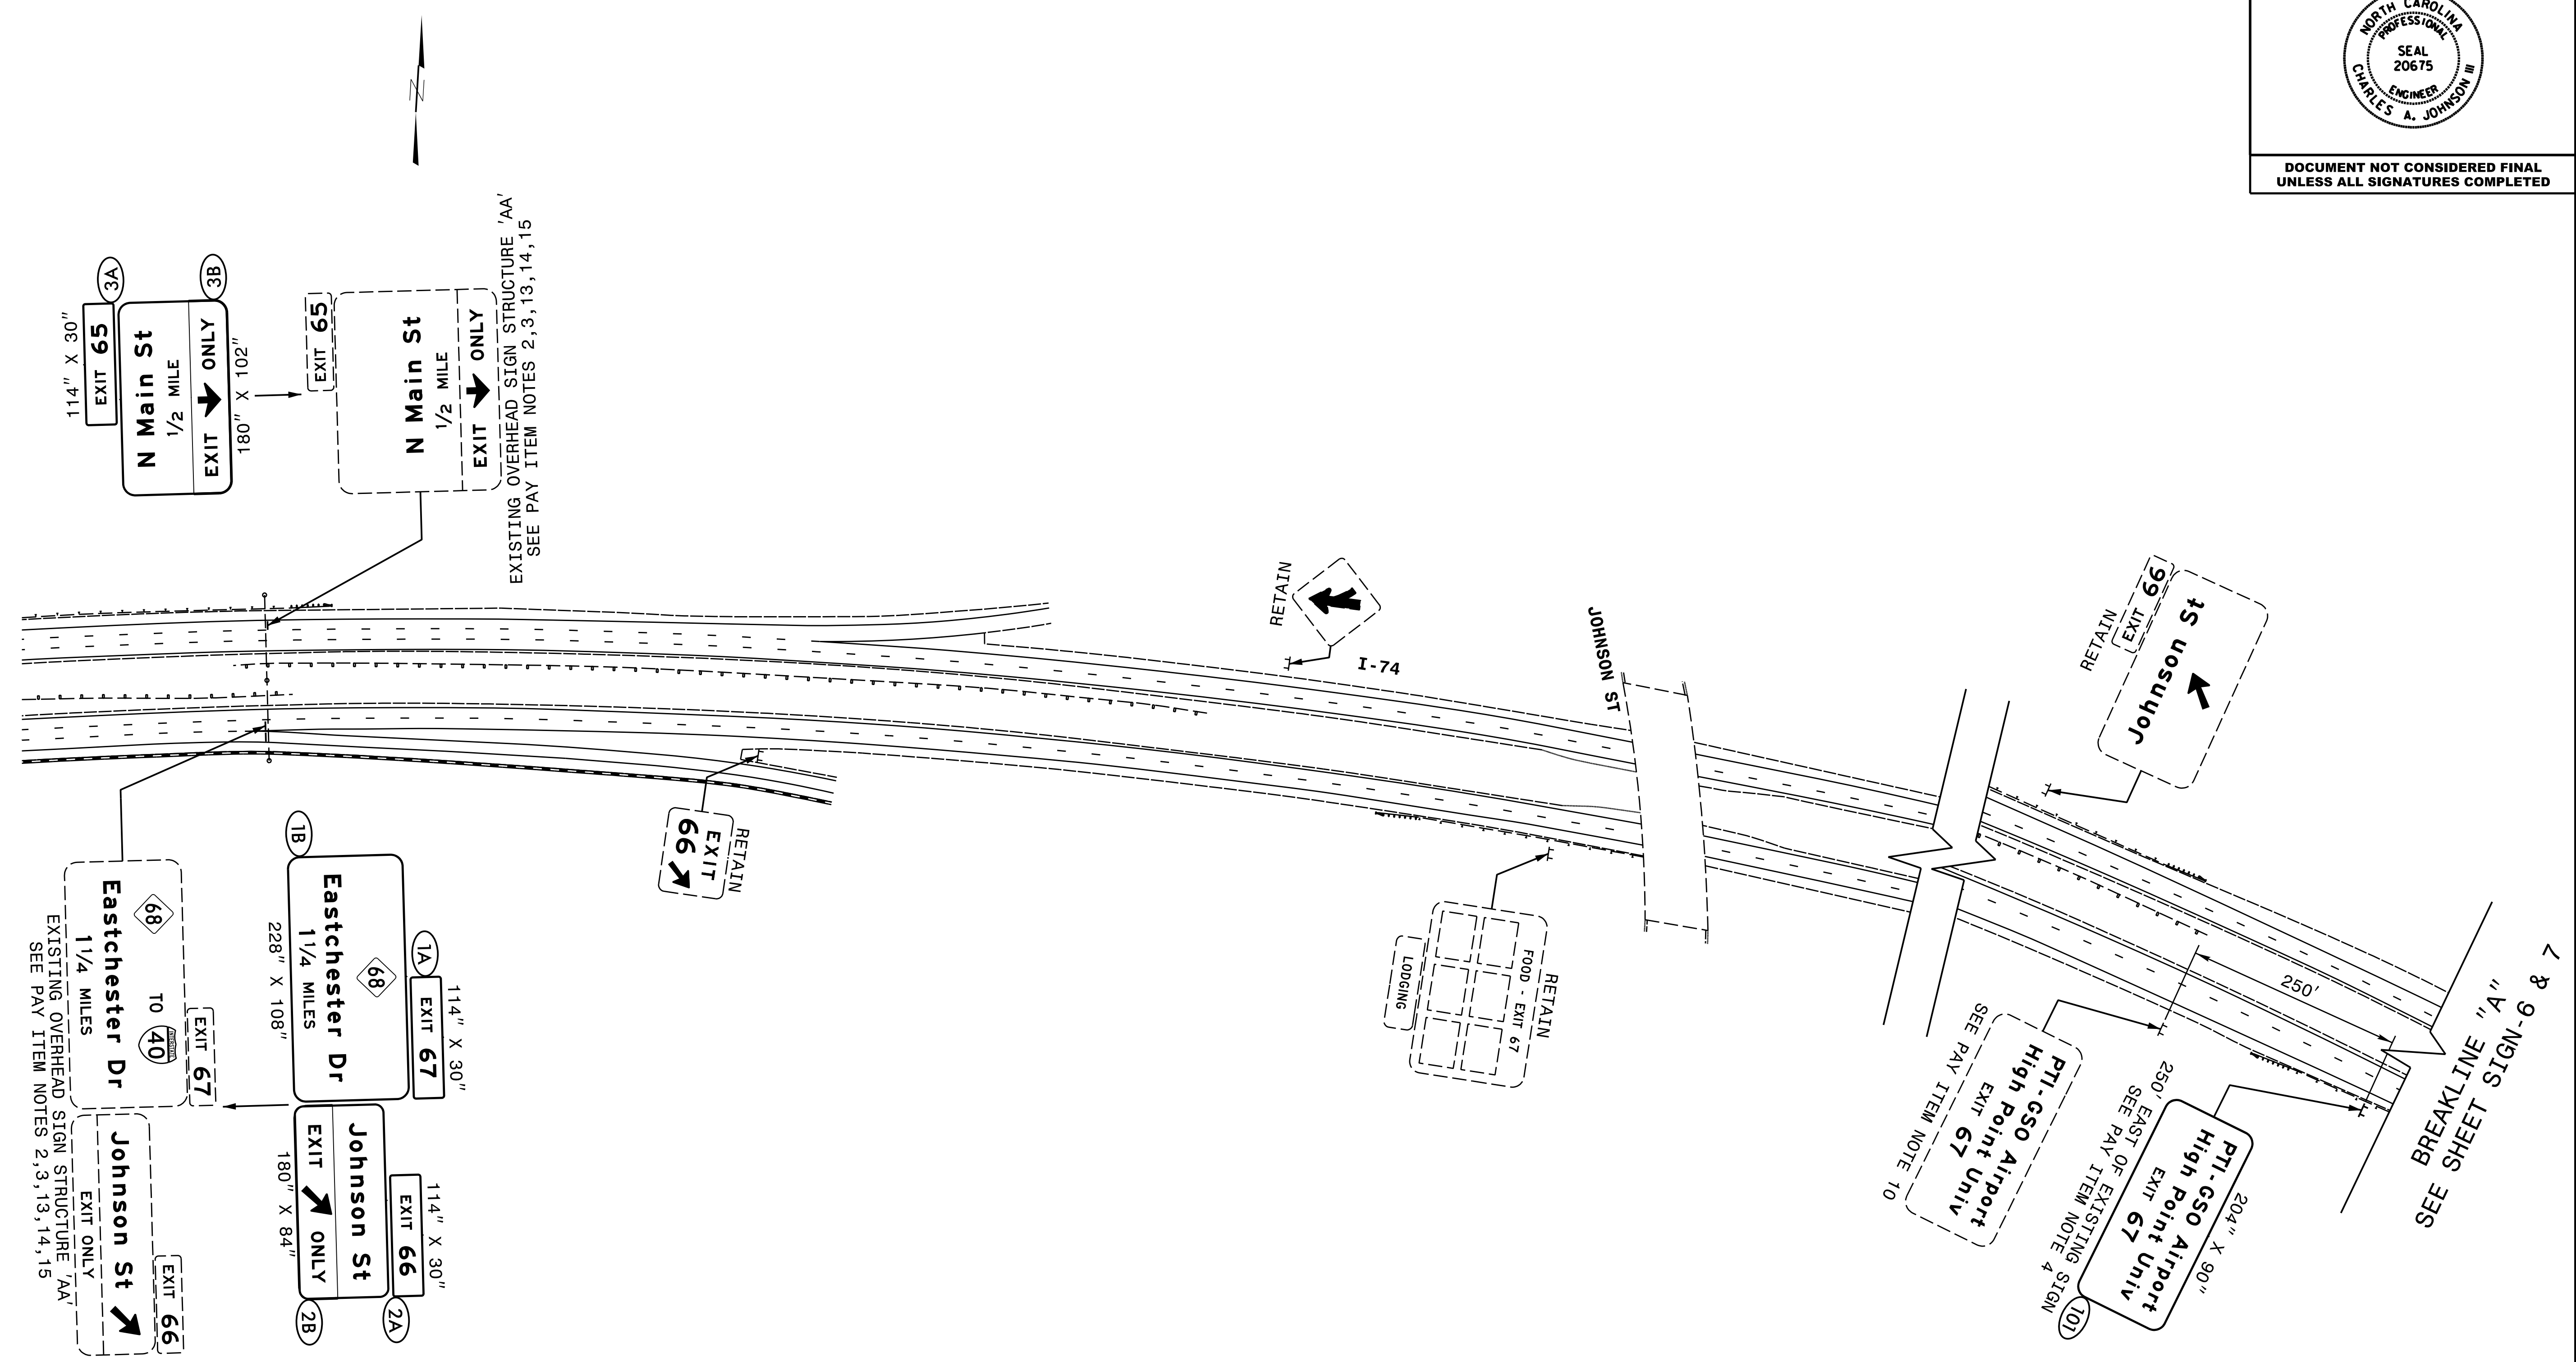 NORTH CAROLINA
PROFESSIONAL
SEAL
20675
ENGINEER
CHARLES A. JOHNSON III
DOCUMENT NOT CONSIDERED FINAL
UNLESS ALL SIGNATURES COMPLETED
N
3A
3B
114" X 30"
EXIT 65
N Main St
1/2 MILE
EXIT ONLY
180" X 102"
EXIT 65
N Main St
1/2 MILE
EXIT ONLY
EXISTING OVERHEAD SIGN STRUCTURE 'AA'
SEE PAY ITEM NOTES 2,3,13,14,15
RETAIN
I-74
JOHNSON ST
RETAIN
EXIT 66
Johnson St
RETAIN
EXIT
66
1B
1A
114" X 30"
EXIT 67
68
Eastchester Dr
1 1/4 MILES
228" X 108"
114" X 30"
EXIT 66
Johnson St
EXIT ONLY
180" X 84"
2A
2B
EXIT 67
68
TO
INTERSTATE
40
Eastchester Dr
1 1/4 MILES
EXIT 66
Johnson St
EXIT ONLY
EXISTING OVERHEAD SIGN STRUCTURE 'AA'
SEE PAY ITEM NOTES 2,3,13,14,15
RETAIN
FOOD - EXIT 67
LODGING
250'
PTI-GSO Airport
High Point Univ
EXIT 67
SEE PAY ITEM NOTE 10
204" X 90"
PTI-GSO Airport
High Point Univ
EXIT 67
250' EAST OF EXISTING SIGN
SEE PAY ITEM NOTE 4
101
BREAKLINE "A"
SEE SHEET SIGN-6 & 7